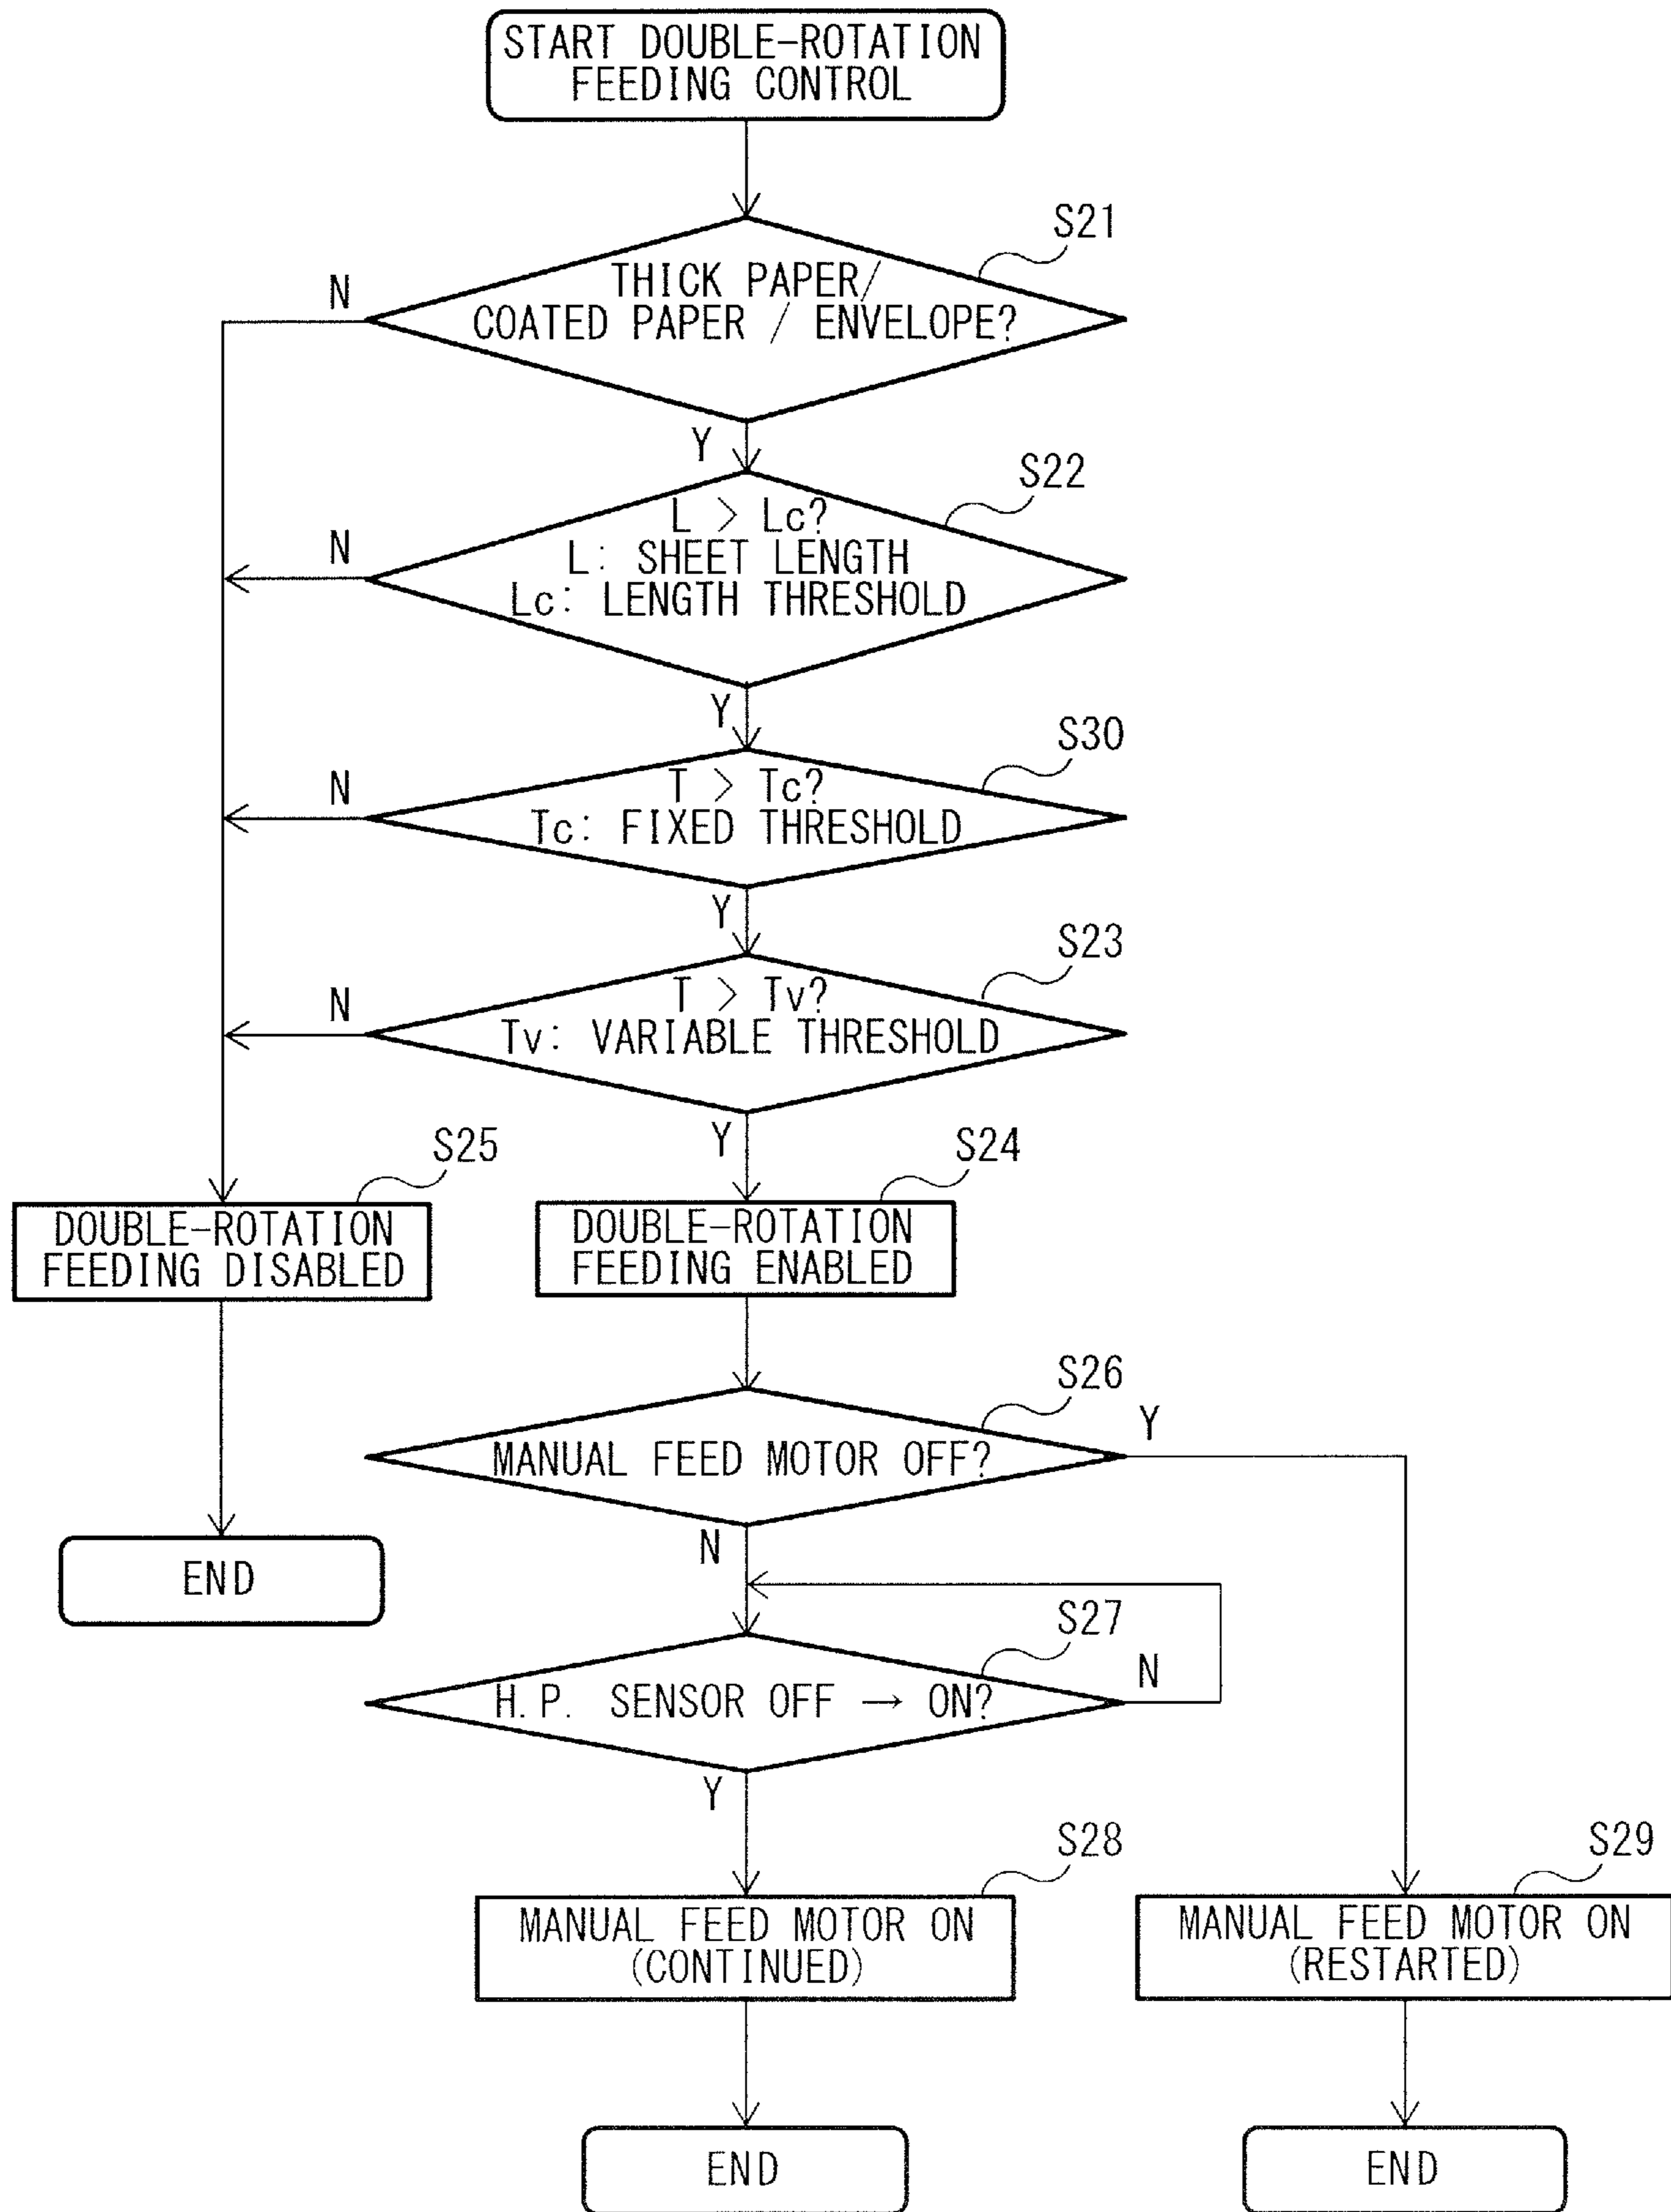 START DOUBLE-ROTATION
FEEDING CONTROL
S21
THICK PAPER/
COATED PAPER / ENVELOPE?
N
Y
S22
L > Lc?
L: SHEET LENGTH
Lc: LENGTH THRESHOLD
N
Y
S30
T > Tc?
Tc: FIXED THRESHOLD
N
Y
S23
T > Tv?
Tv: VARIABLE THRESHOLD
N
Y
S25
DOUBLE-ROTATION
FEEDING DISABLED
S24
DOUBLE-ROTATION
FEEDING ENABLED
S26
MANUAL FEED MOTOR OFF?
Y
N
END
S27
H.P. SENSOR OFF → ON?
N
Y
S28
MANUAL FEED MOTOR ON
(CONTINUED)
S29
MANUAL FEED MOTOR ON
(RESTARTED)
END
END